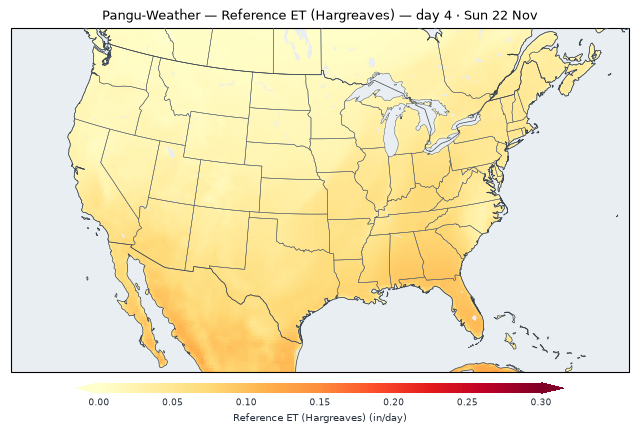 Pangu-Weather — Reference ET (Hargreaves) — day 4 · Sun 22 Nov
0.00 0.05 0.10 0.15 0.20 0.25 0.30
Reference ET (Hargreaves) (in/day)